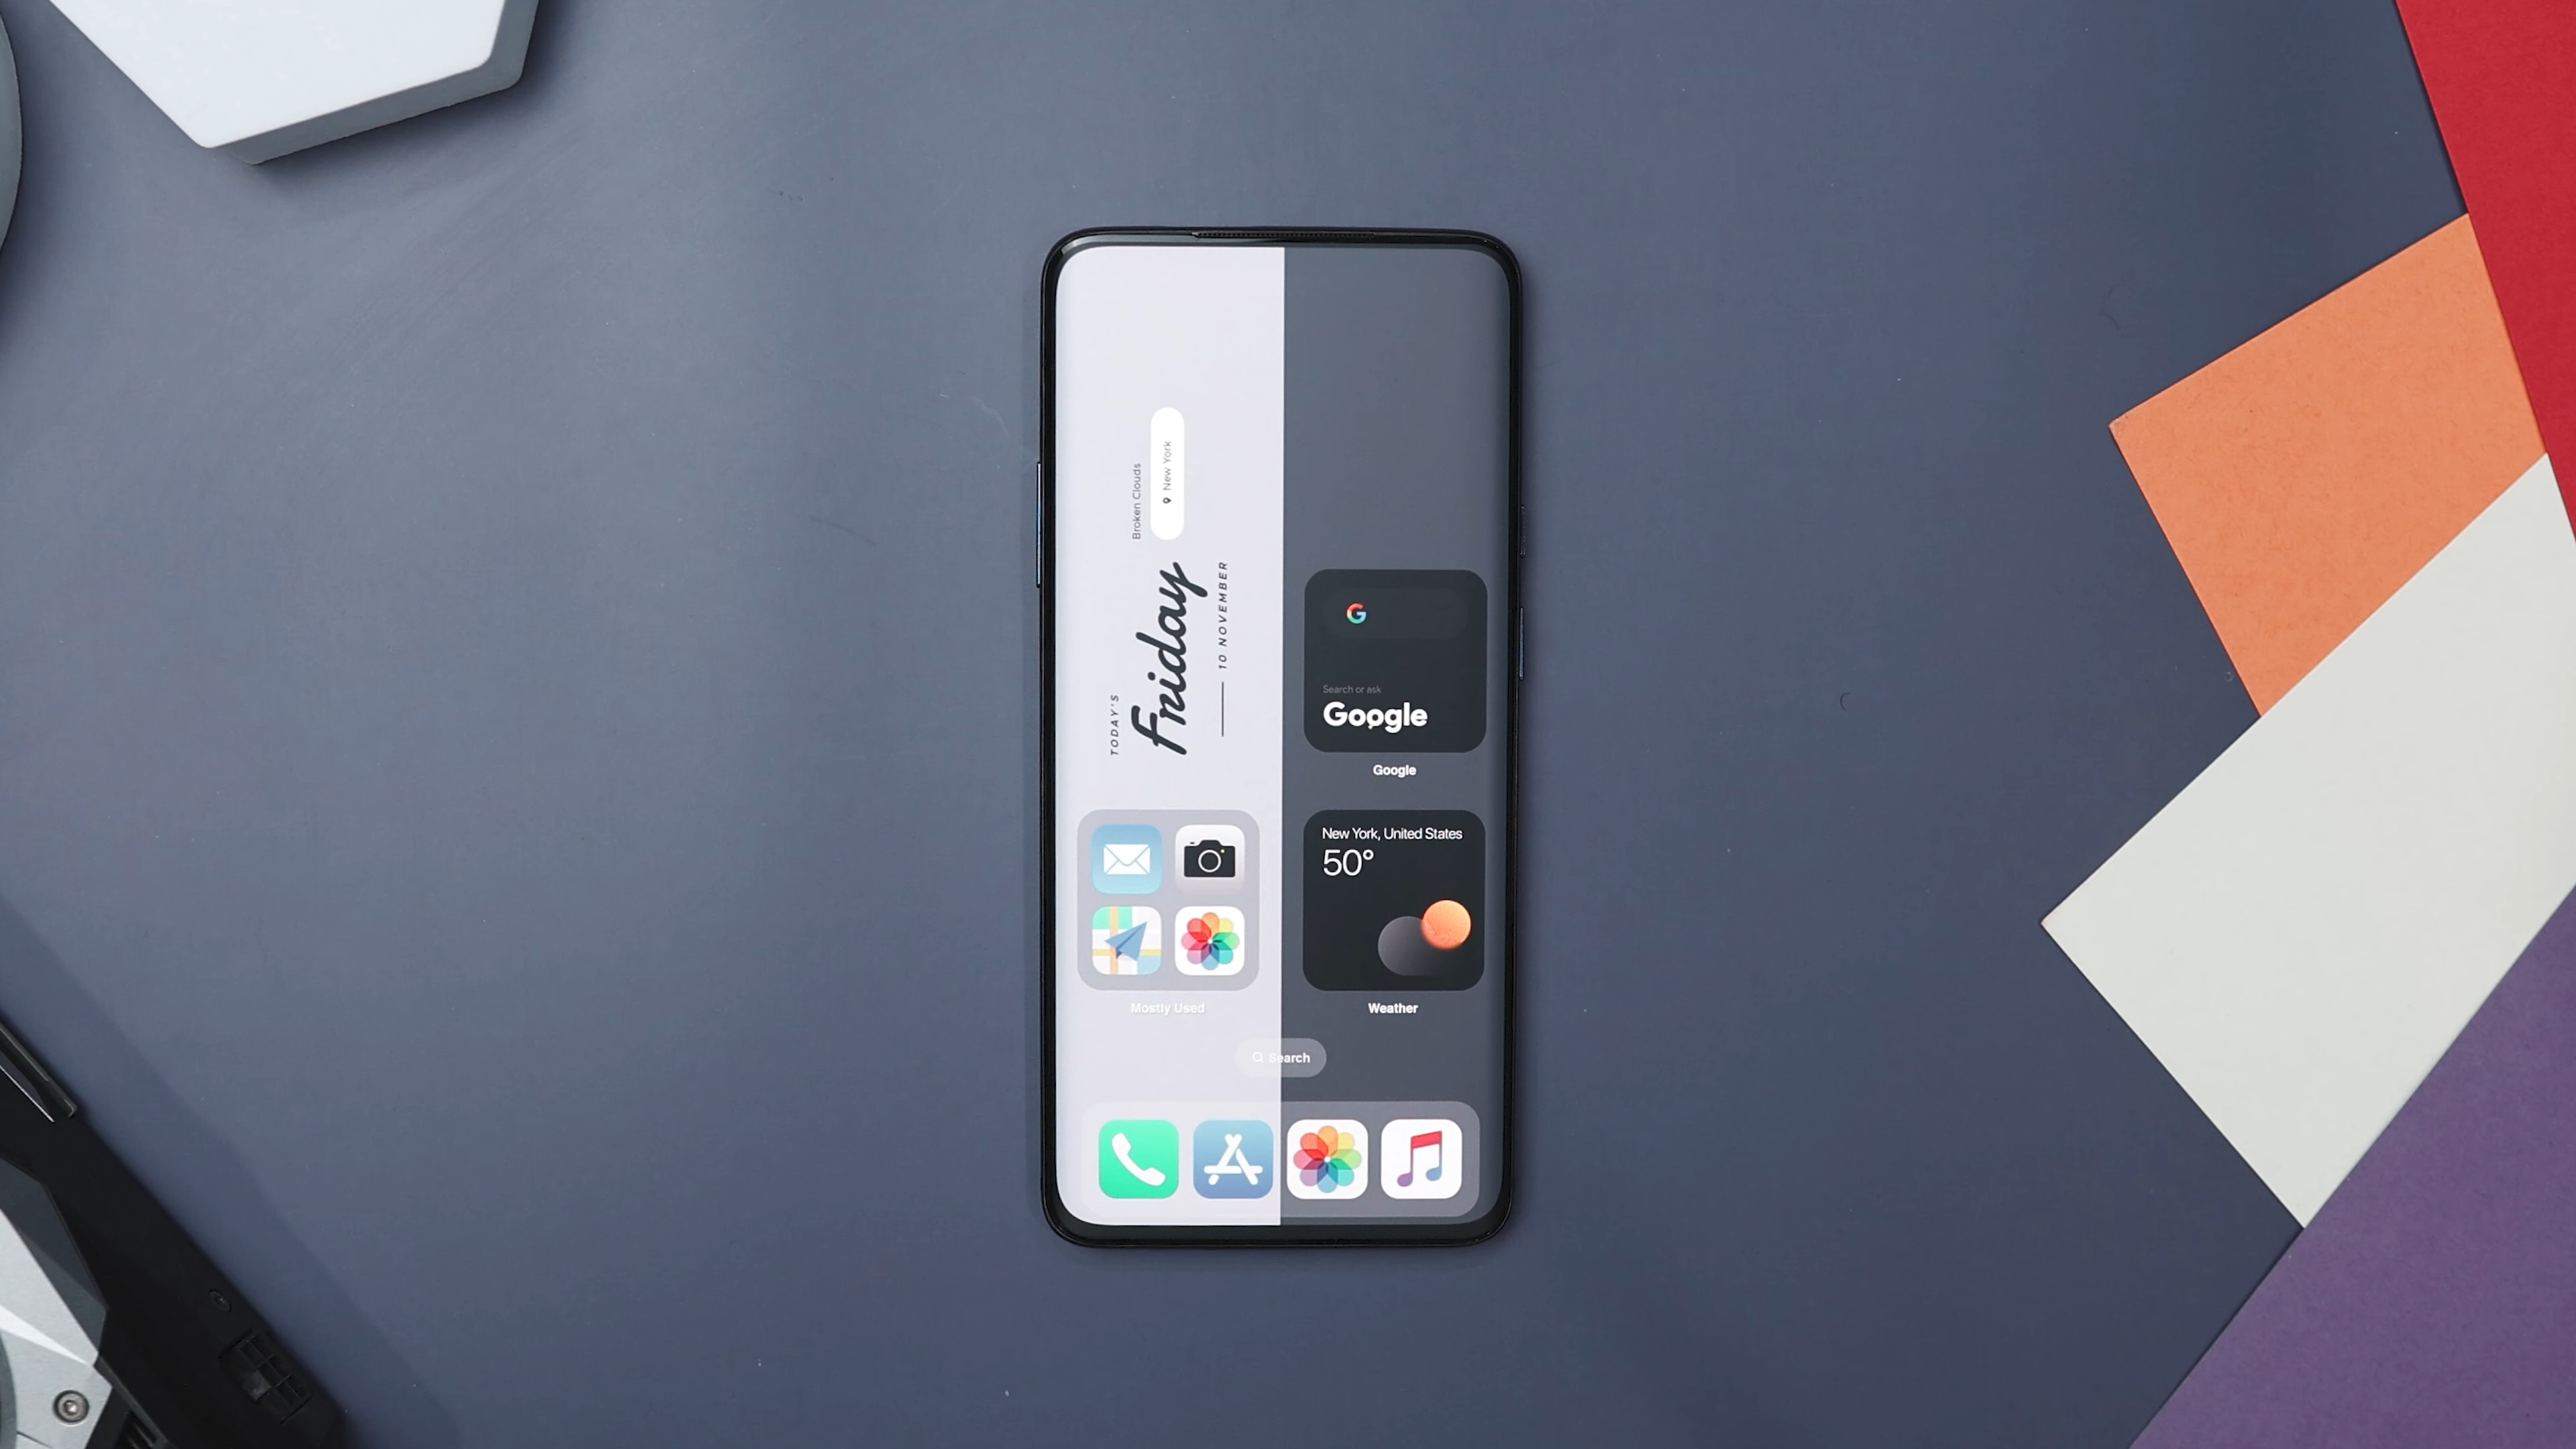 Broken Clouds
New York
TODAY'S
Friday
10 NOVEMBER
G
Search or ask
Google
Google
New York, United States
50°
Mostly Used
Weather
Search